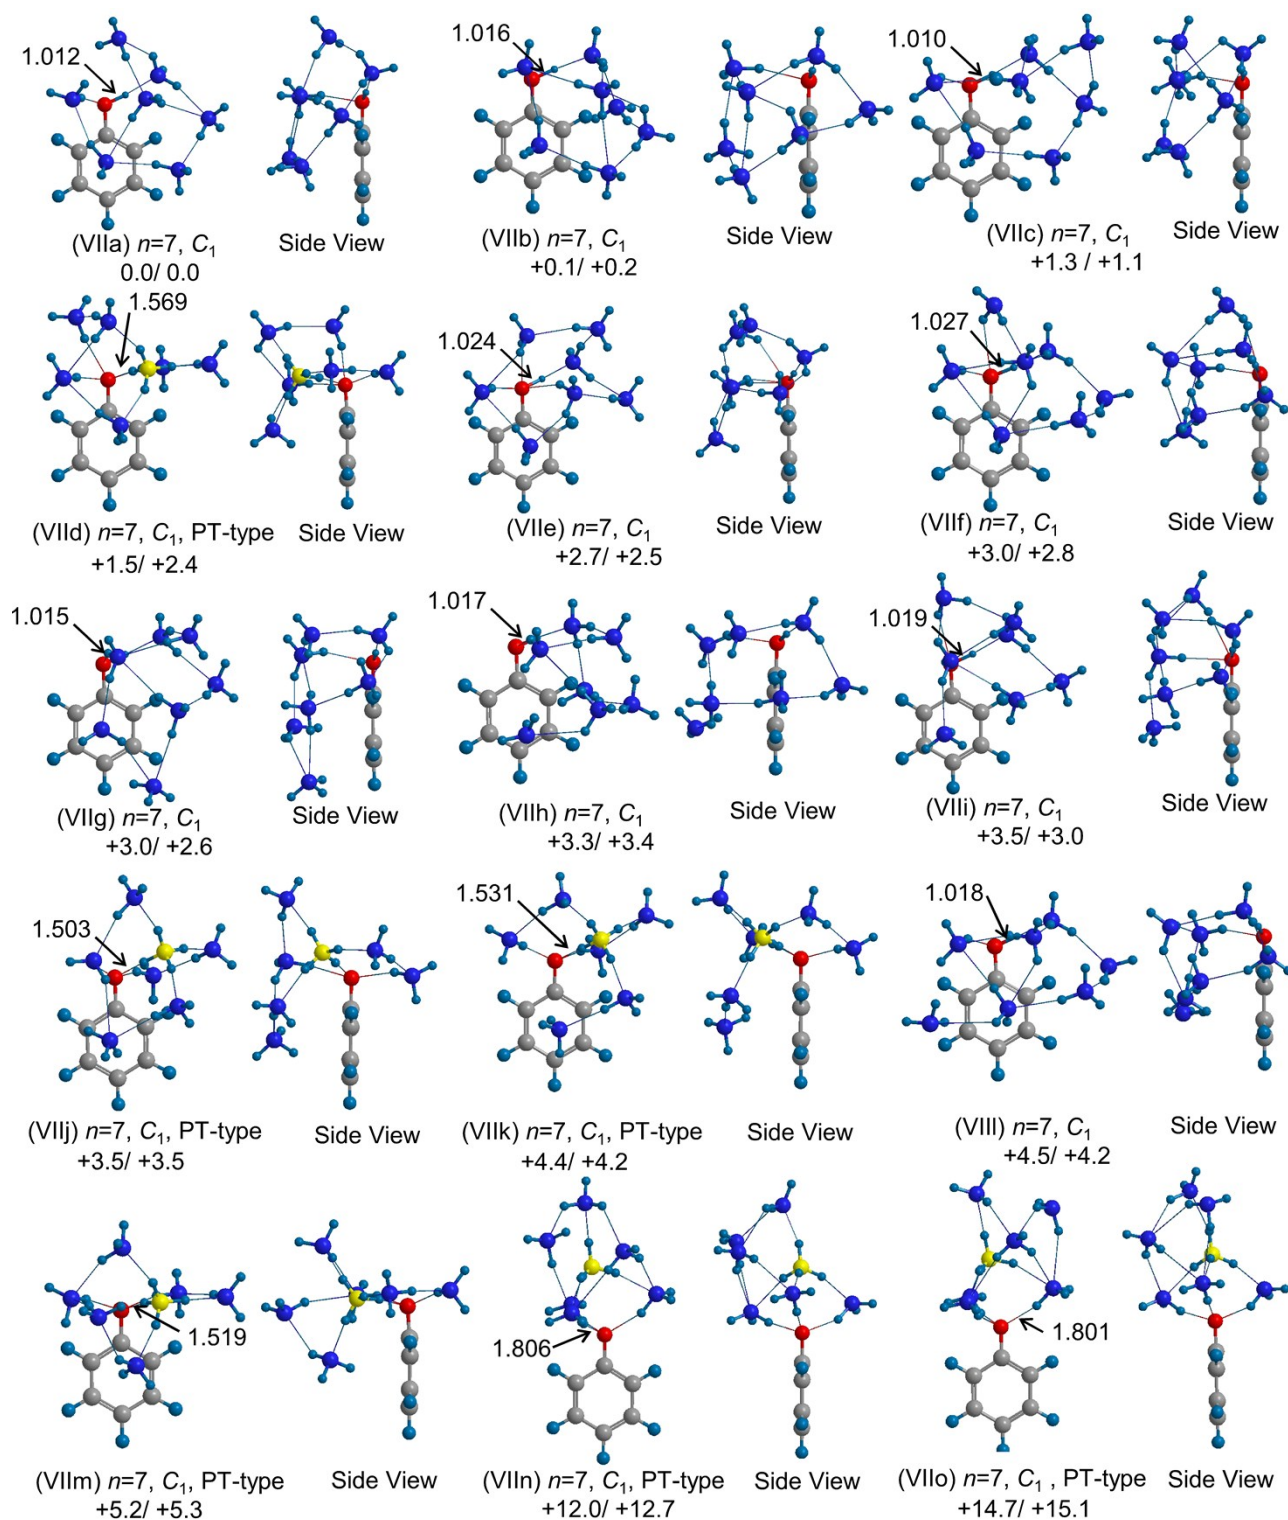 1.012
1.016
1.010
(VIIa) n=7, C₁
Side View
0.0/ 0.0
(VIIb) n=7, C₁
Side View
+0.1/ +0.2
(VIIc) n=7, C₁
Side View
+1.3 / +1.1
1.569
1.024
1.027
(VIId) n=7, C₁, PT-type
Side View
+1.5/ +2.4
(VIIe) n=7, C₁
Side View
+2.7/ +2.5
(VIIf) n=7, C₁
Side View
+3.0/ +2.8
1.015
1.017
1.019
(VIIg) n=7, C₁
Side View
+3.0/ +2.6
(VIIh) n=7, C₁
Side View
+3.3/ +3.4
(VIIi) n=7, C₁
Side View
+3.5/ +3.0
1.503
1.531
1.018
(VIIj) n=7, C₁, PT-type
Side View
+3.5/ +3.5
(VIIk) n=7, C₁, PT-type
Side View
+4.4/ +4.2
(VIIl) n=7, C₁
Side View
+4.5/ +4.2
1.519
1.806
1.801
(VIIm) n=7, C₁, PT-type
Side View
+5.2/ +5.3
(VIIn) n=7, C₁, PT-type
Side View
+12.0/ +12.7
(VIIo) n=7, C₁ , PT-type
Side View
+14.7/ +15.1